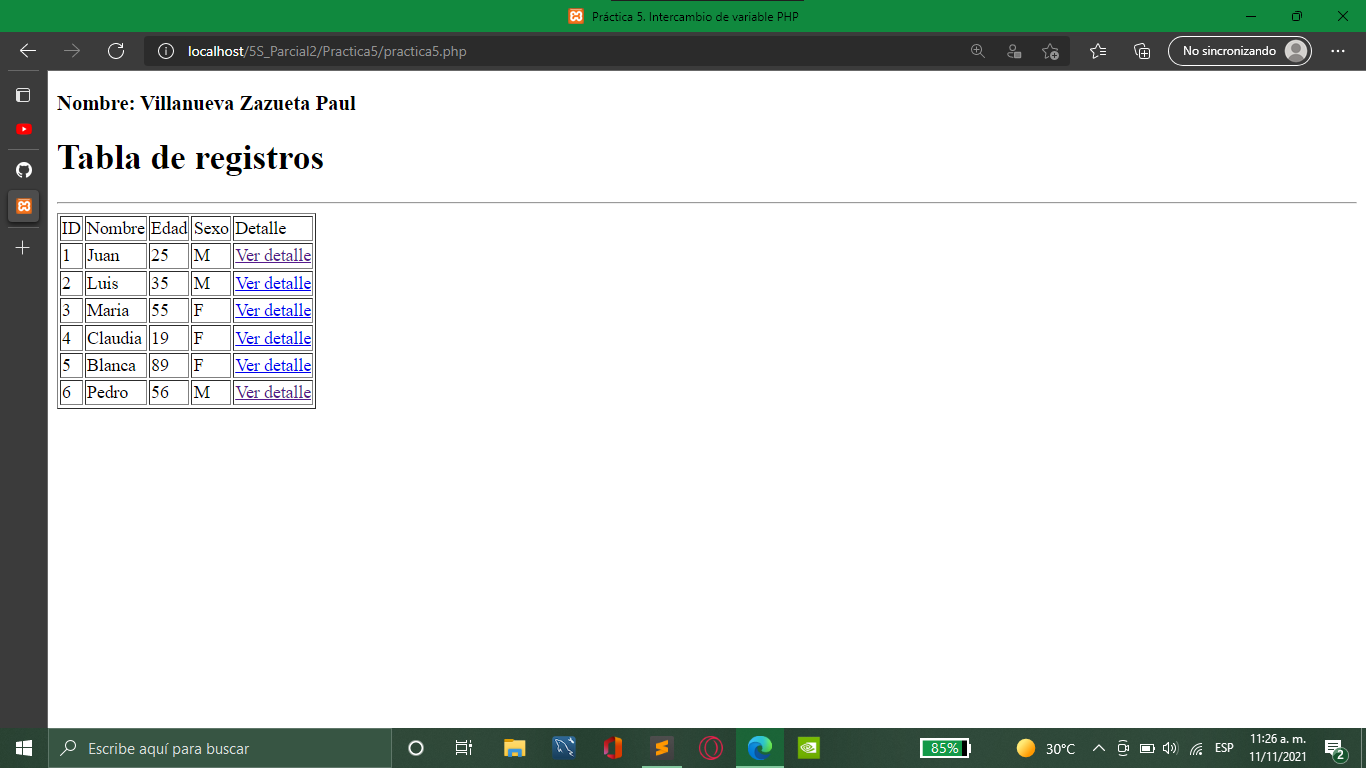 Práctica 5. Intercambio de variable PHP
localhost/5S_Parcial2/Practica5/practica5.php
No sincronizando
Nombre: Villanueva Zazueta Paul
Tabla de registros
ID Nombre Edad Sexo Detalle
1 Juan 25 M Ver detalle
2 Luis 35 M Ver detalle
3 Maria 55 F Ver detalle
4 Claudia 19 F Ver detalle
5 Blanca 89 F Ver detalle
6 Pedro 56 M Ver detalle
Escribe aquí para buscar
85%
30°C
ESP
11:26 a. m.
11/11/2021
2